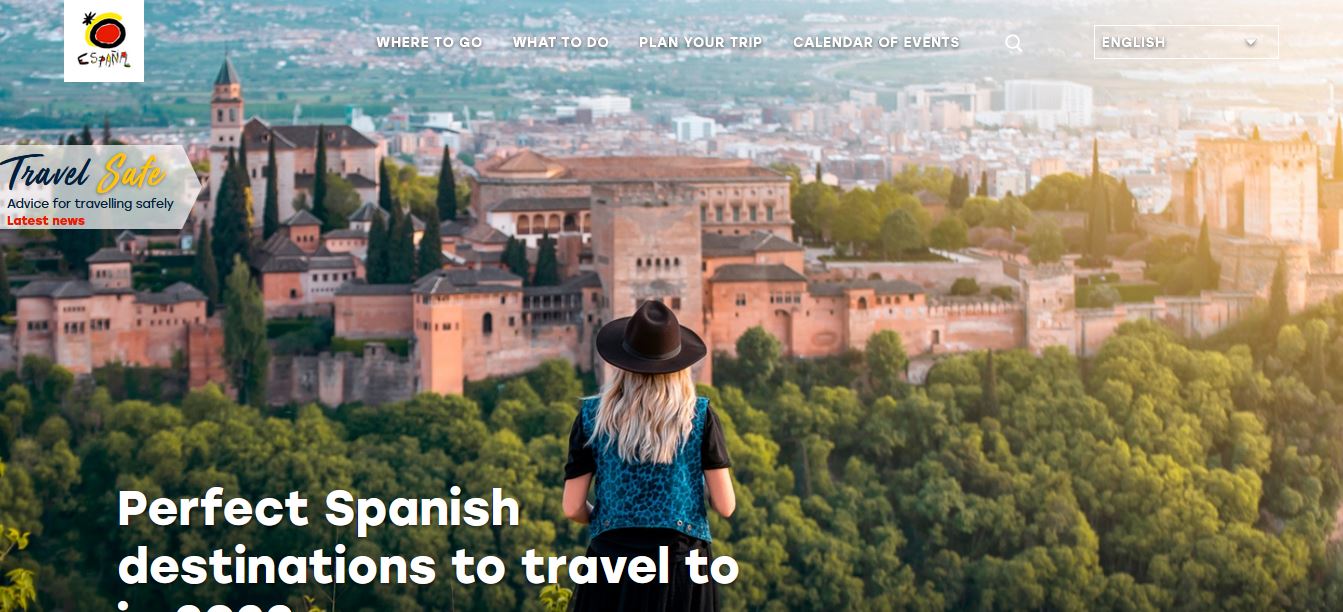 ESPAÑA
WHERE TO GO
WHAT TO DO
PLAN YOUR TRIP
CALENDAR OF EVENTS
ENGLISH
Travel Safe
Advice for travelling safely
Latest news
Perfect Spanish
destinations to travel to
in